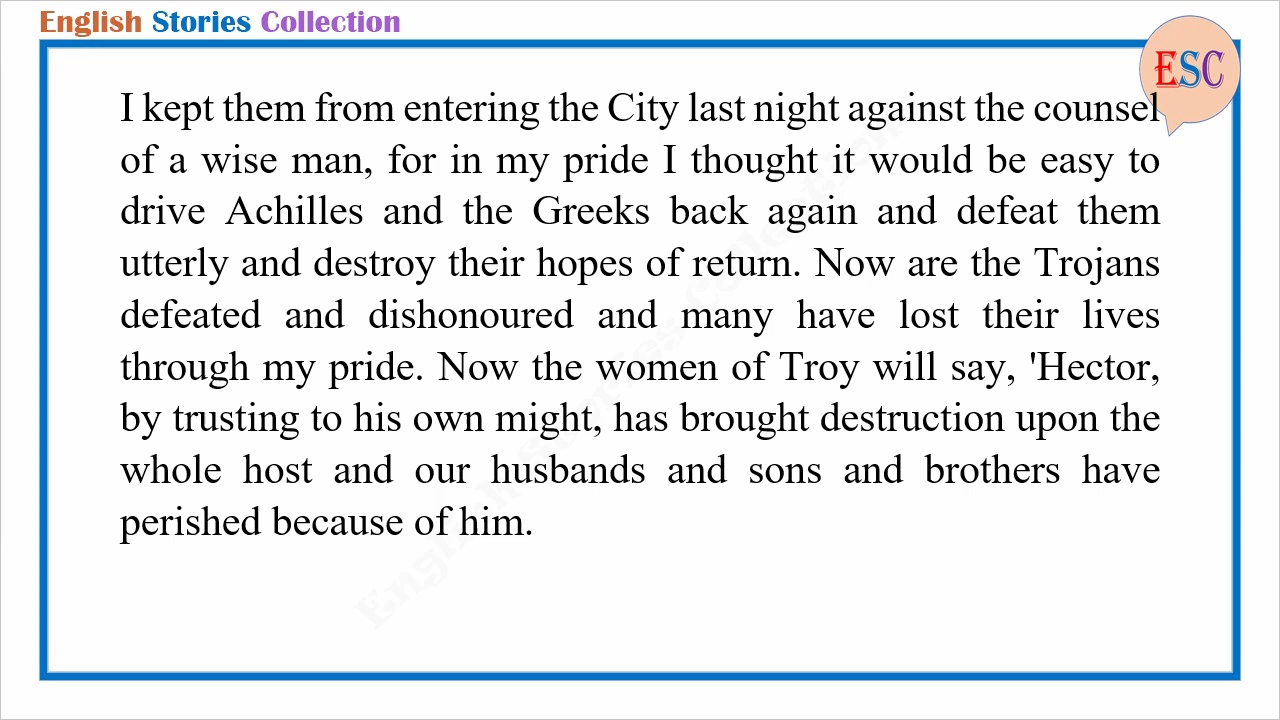 English Stories Collection
ESC
I kept them from entering the City last night against the counsel
of a wise man, for in my pride I thought it would be easy to
drive Achilles and the Greeks back again and defeat them
utterly and destroy their hopes of return. Now are the Trojans
defeated and dishonoured and many have lost their lives
through my pride. Now the women of Troy will say, 'Hector,
by trusting to his own might, has brought destruction upon the
whole host and our husbands and sons and brothers have
perished because of him.
English Stories Collection